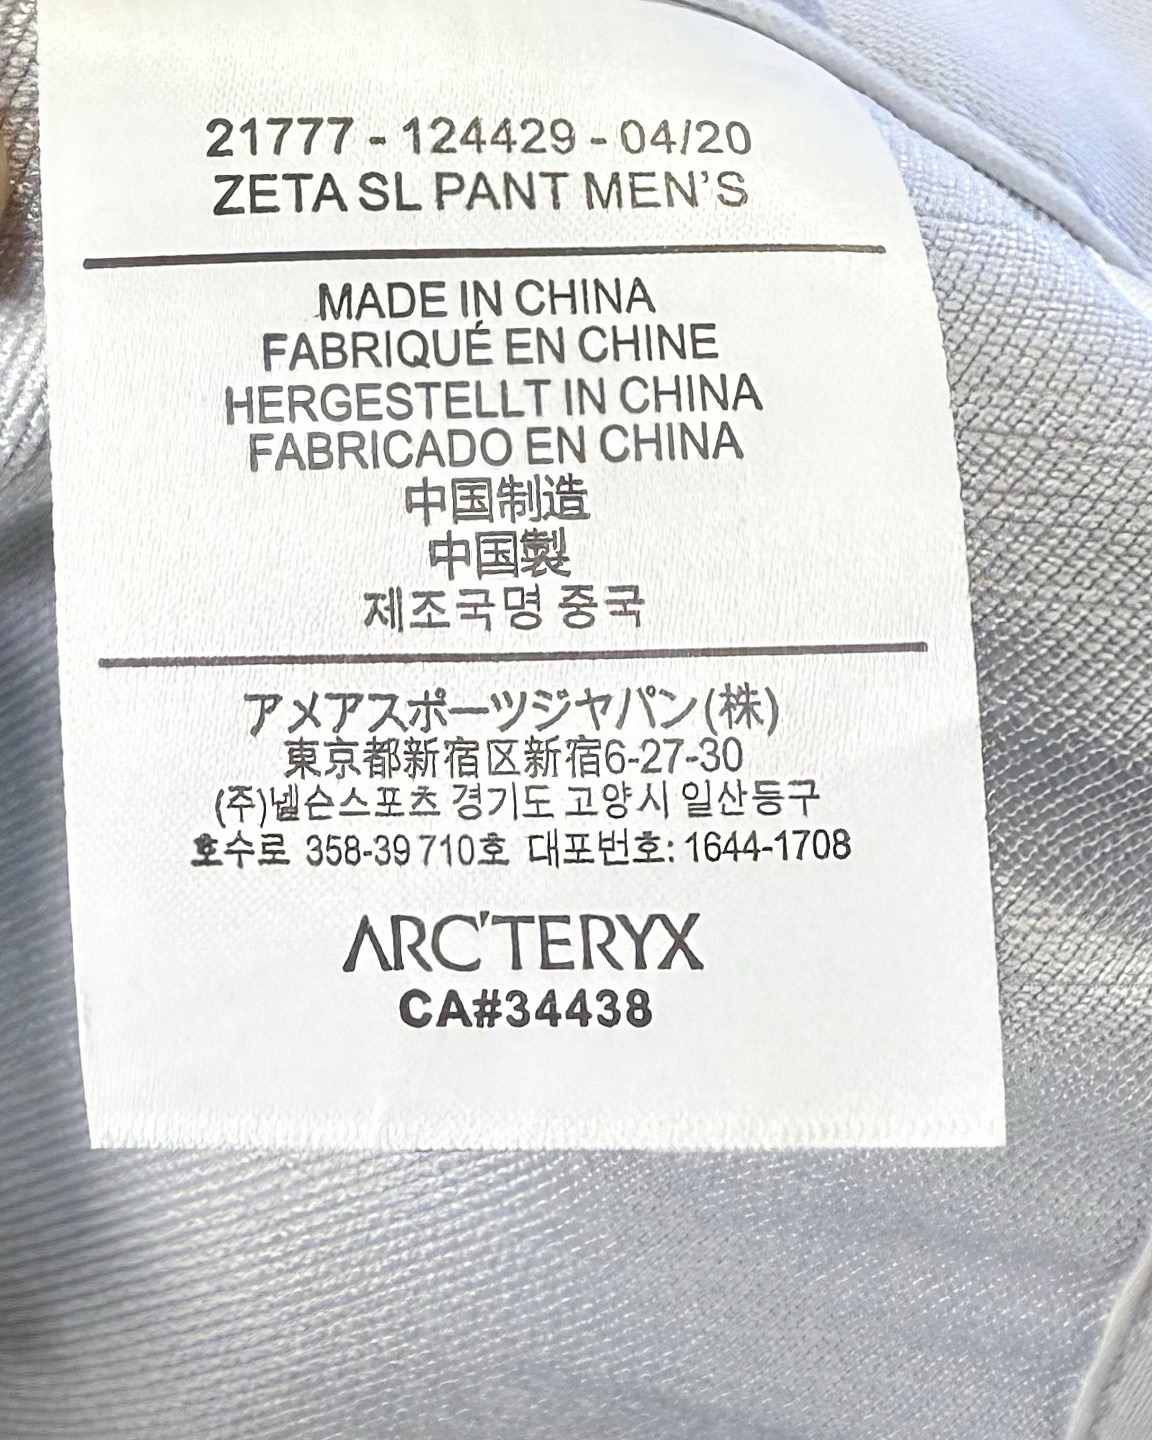 21777 - 124429 - 04/20
ZETA SL PANT MEN'S
MADE IN CHINA
FABRIQUÉ EN CHINE
HERGESTELLT IN CHINA
FABRICADO EN CHINA
中国制造
中国製
제조국명 중국
アメアスポーツジャパン(株)
東京都新宿区新宿6-27-30
(주)넬슨스포츠 경기도 고양시 일산동구
호수로 358-39 710호 대표번호: 1644-1708
ARC'TERYX
CA#34438